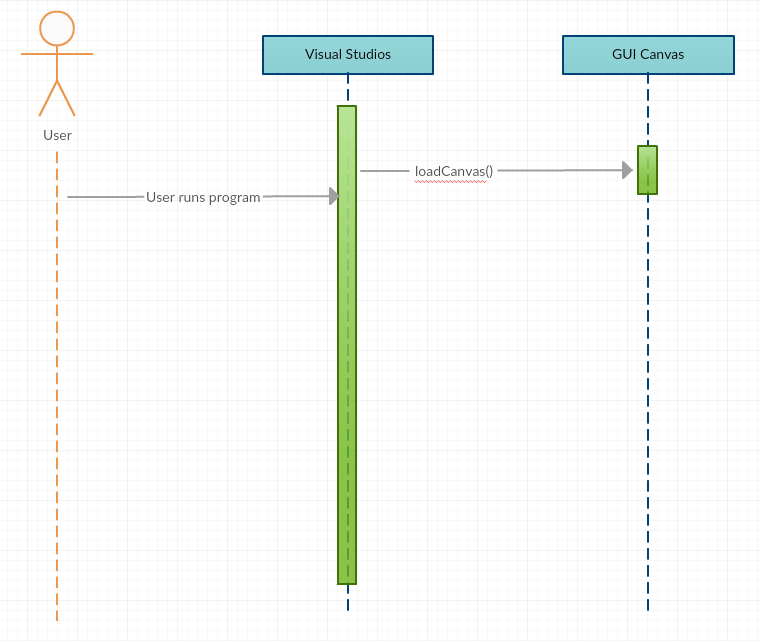 Visual Studios
GUI Canvas
User
loadCanvas()
User runs program